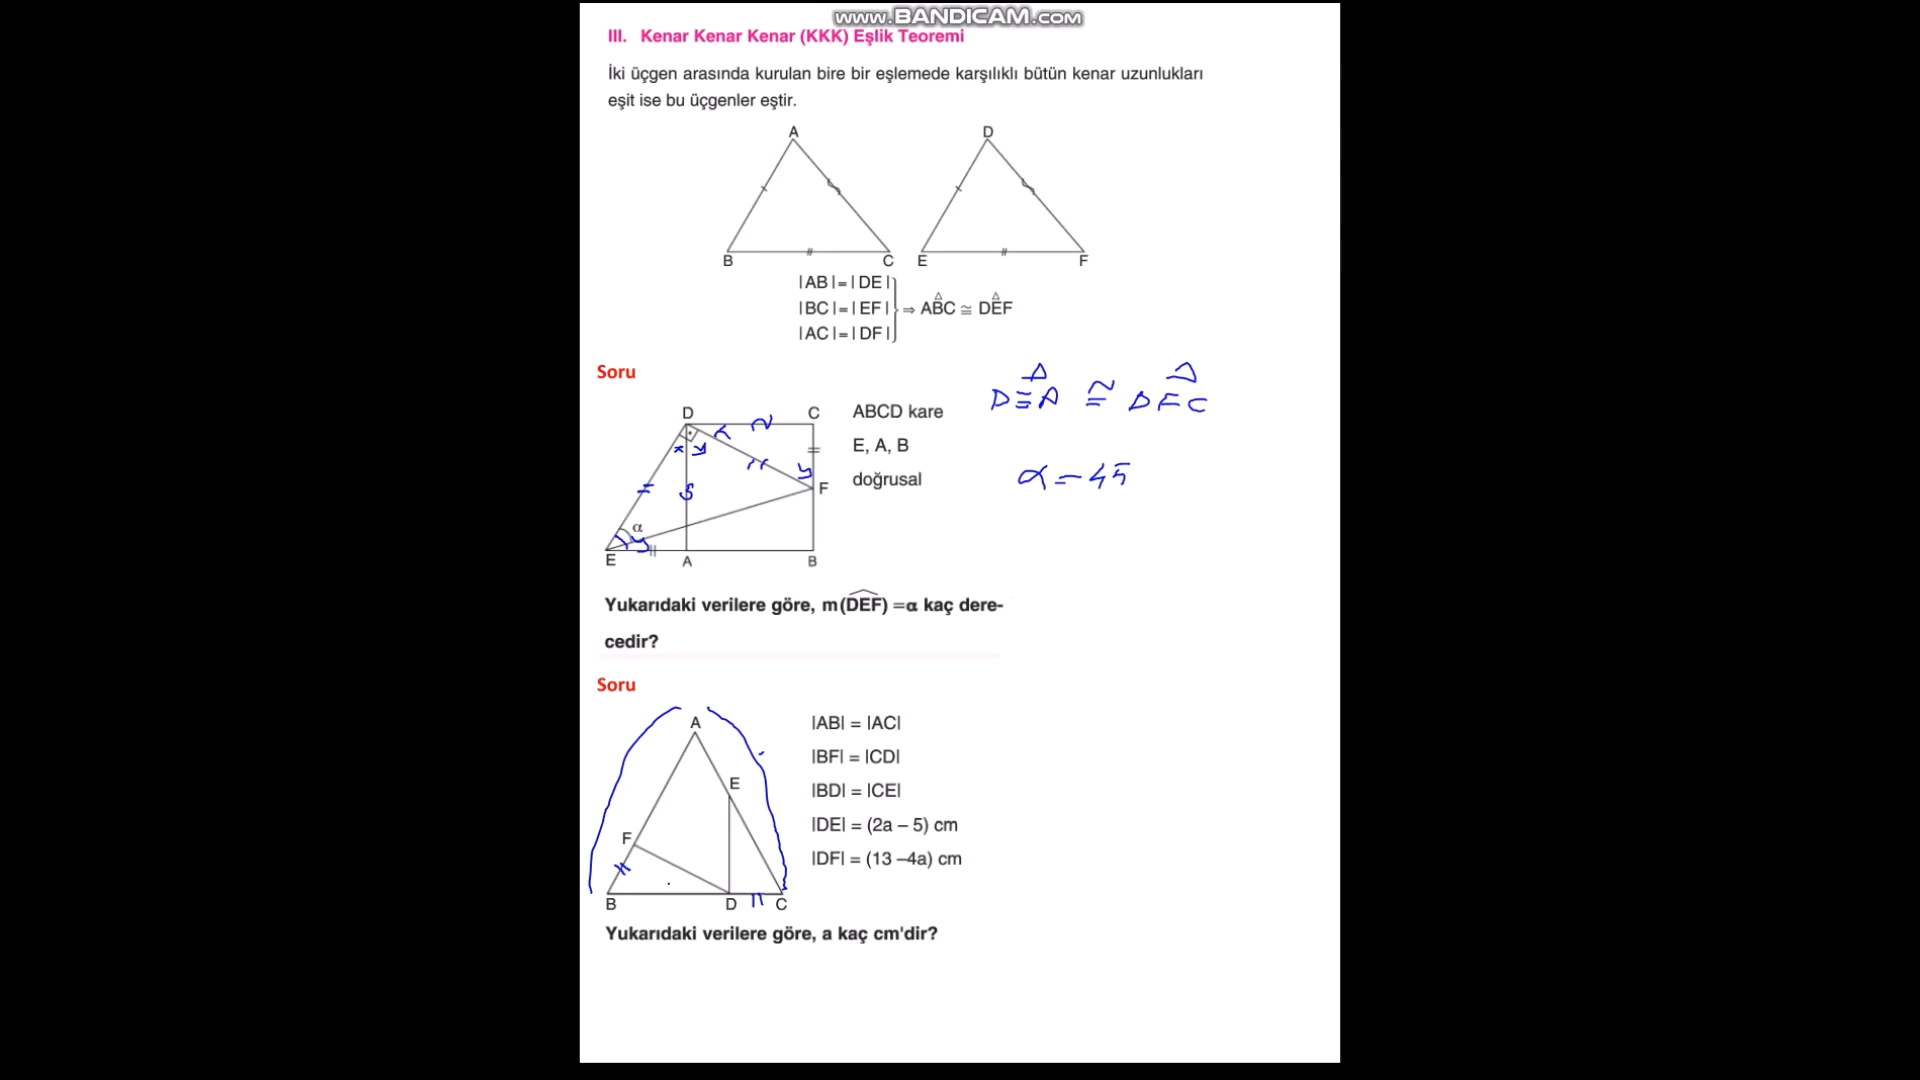 www.BANDICAM.com
III. Kenar Kenar Kenar (KKK) Eşlik Teoremi
İki üçgen arasında kurulan bire bir eşlemede karşılıklı bütün kenar uzunlukları
eşit ise bu üçgenler eştir.
A D
B C E F
|AB|=|DE|
|BC|=|EF| ⇒ ABC ≅ DEF
|AC|=|DF|
Soru
DEA ≅ DFC
D C ABCD kare
E, A, B
x y x y
F doğrusal
α = 45
α
y
E A B
Yukarıdaki verilere göre, m(DEF) =α kaç dere-
cedir?
Soru
A |AB| = |AC|
|BF| = |CD|
E |BD| = |CE|
|DE| = (2a – 5) cm
F |DF| = (13 –4a) cm
B D C
Yukarıdaki verilere göre, a kaç cm'dir?